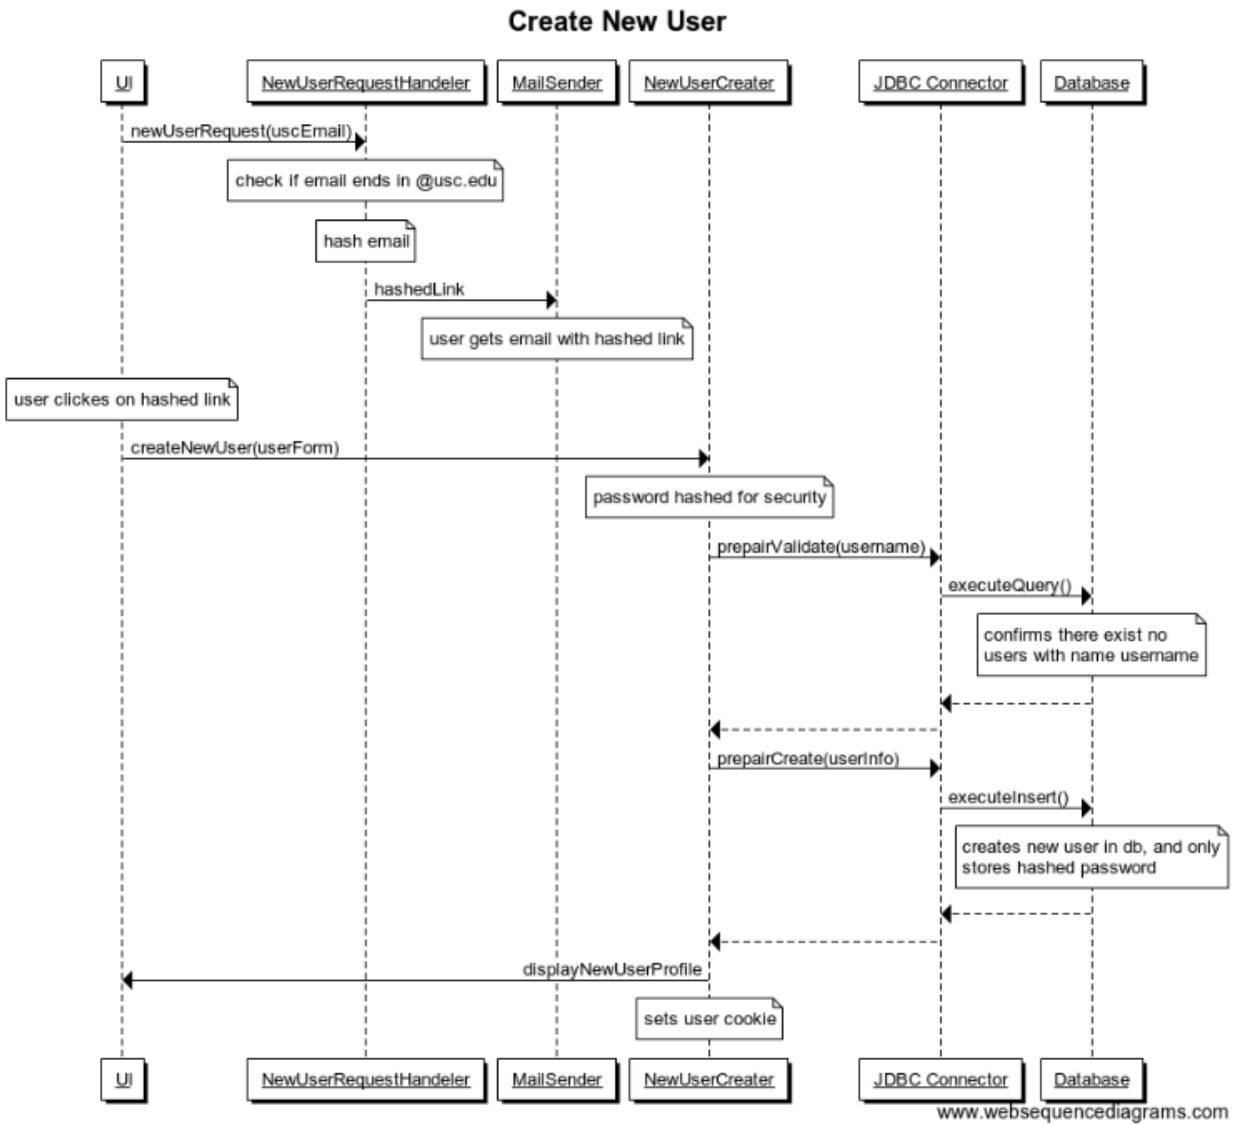 Create New User
UI
NewUserRequestHandeler
MailSender
NewUserCreater
JDBC Connector
Database
newUserRequest(uscEmail)
check if email ends in @usc.edu
hash email
hashedLink
user gets email with hashed link
user clickes on hashed link
createNewUser(userForm)
password hashed for security
prepairValidate(username)
executeQuery()
confirms there exist no
users with name username
prepairCreate(userInfo)
executeInsert()
creates new user in db, and only
stores hashed password
displayNewUserProfile
sets user cookie
UI
NewUserRequestHandeler
MailSender
NewUserCreater
JDBC Connector
Database
www.websequencediagrams.com